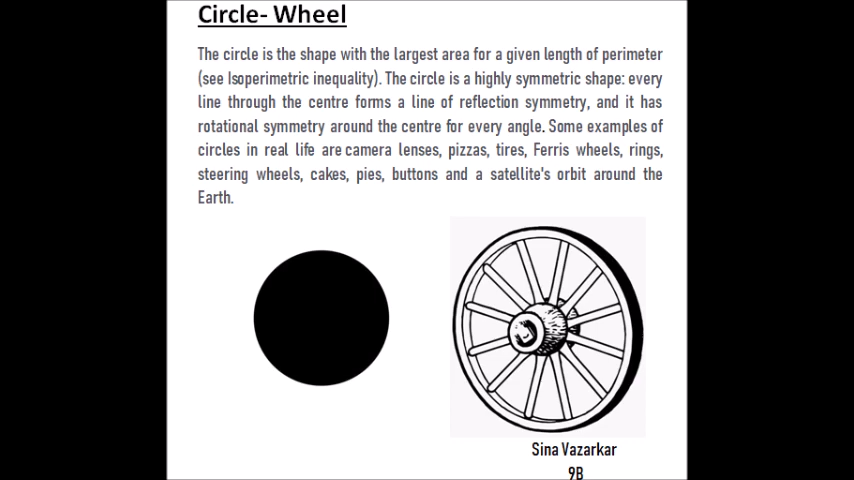 Circle- Wheel
The circle is the shape with the largest area for a given length of perimeter
(see Isoperimetric inequality). The circle is a highly symmetric shape: every
line through the centre forms a line of reflection symmetry, and it has
rotational symmetry around the centre for every angle. Some examples of
circles in real life are camera lenses, pizzas, tires, Ferris wheels, rings,
steering wheels, cakes, pies, buttons and a satellite's orbit around the
Earth.
Sina Vazarkar
9B